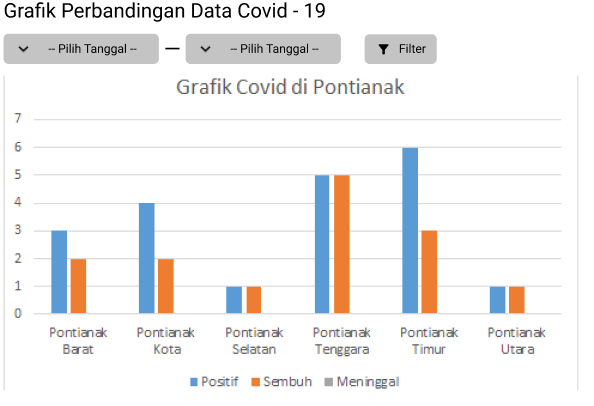 Grafik Perbandingan Data Covid - 19
-- Pilih Tanggal -- — -- Pilih Tanggal -- Filter
Grafik Covid di Pontianak
7
6
5
4
3
2
1
0
Pontianak Barat
Pontianak Kota
Pontianak Selatan
Pontianak Tenggara
Pontianak Timur
Pontianak Utara
Positif Sembuh Meninggal